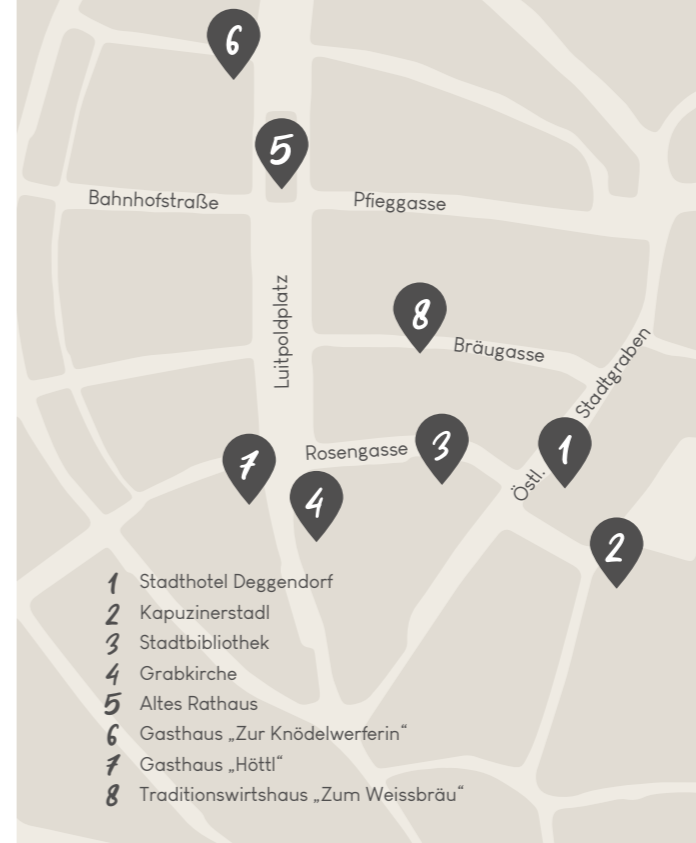 6
5
Bahnhofstraße
Pfleggasse
Luitpoldplatz
8
Bräugasse
Östl. Stadtgraben
Rosengasse
3
1
7
4
2
1 Stadthotel Deggendorf
2 Kapuzinerstadl
3 Stadtbibliothek
4 Grabkirche
5 Altes Rathaus
6 Gasthaus „Zur Knödelwerferin“
7 Gasthaus „Höttl“
8 Traditionswirtshaus „Zum Weissbräu“